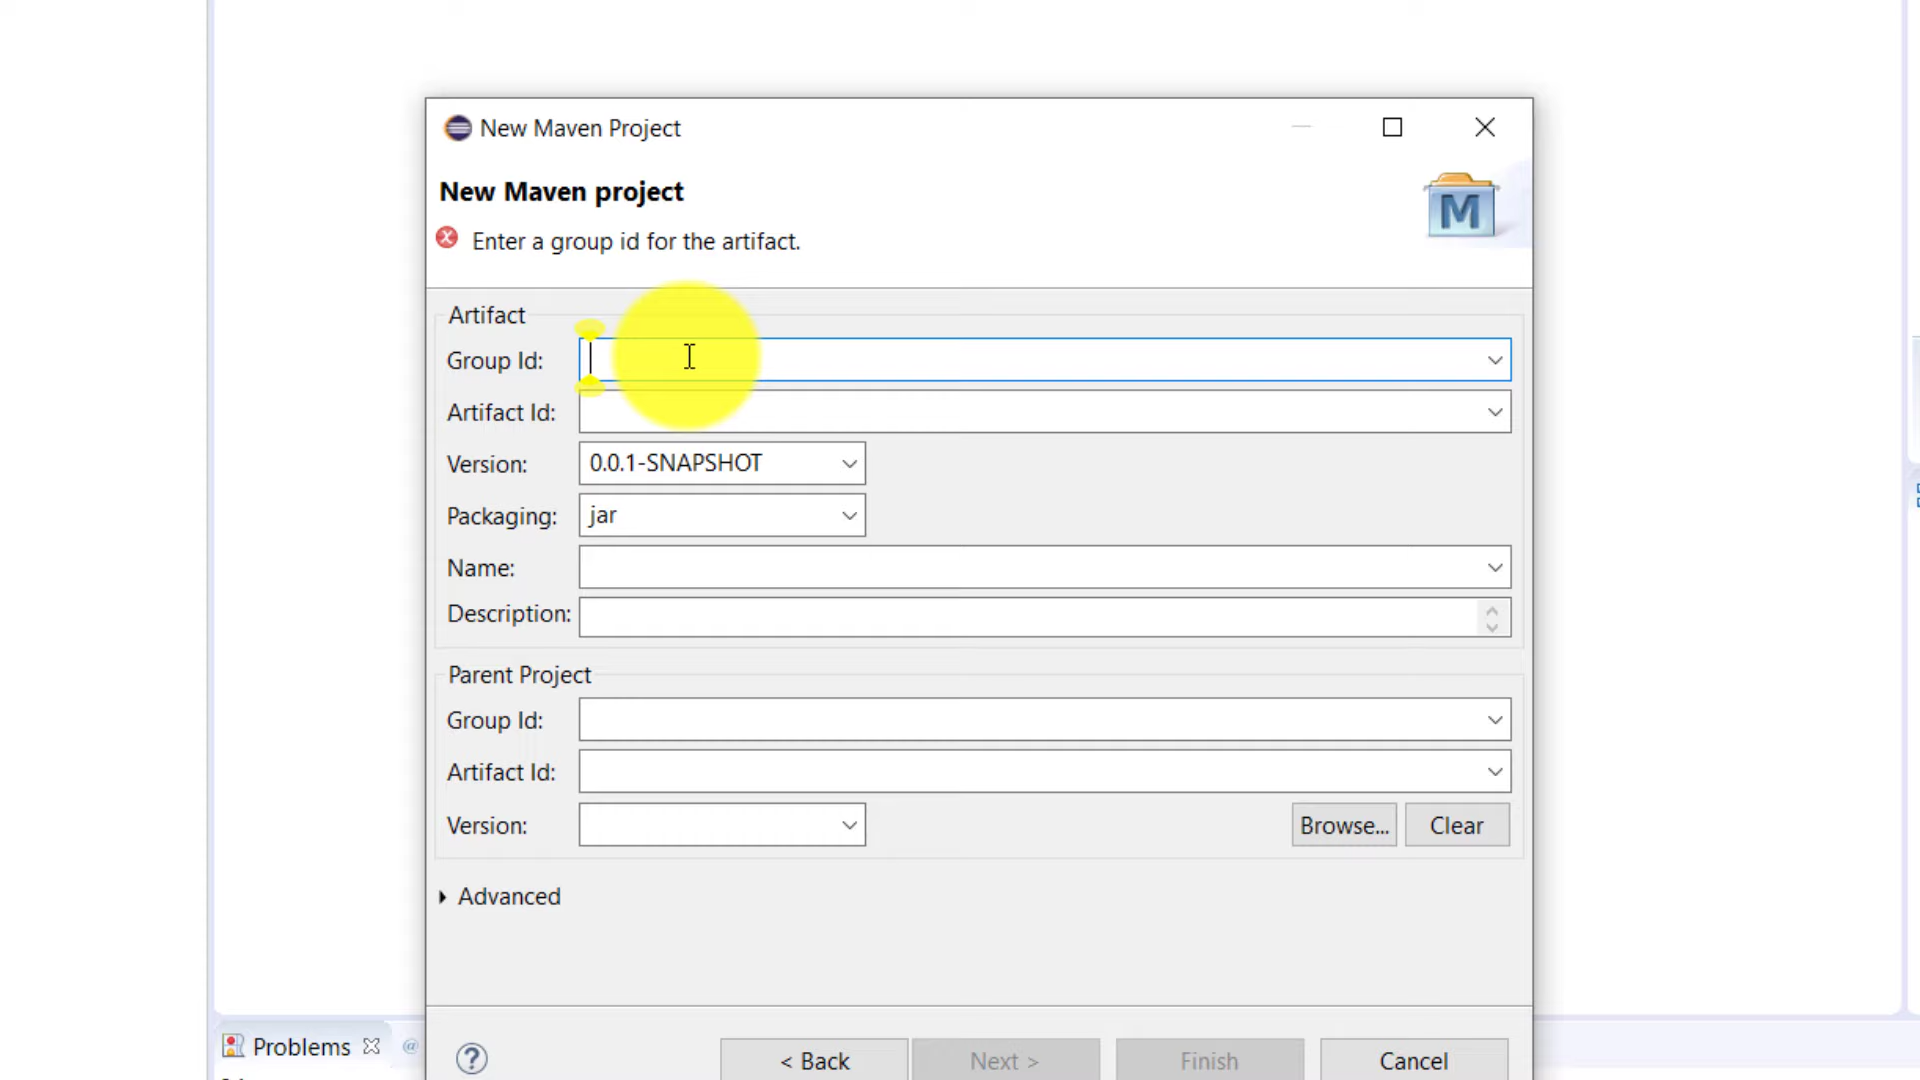 New Maven Project
New Maven project
Enter a group id for the artifact.
M
Artifact
Group Id:
Artifact Id:
Version: 0.0.1-SNAPSHOT
Packaging: jar
Name:
Description:
Parent Project
Group Id:
Artifact Id:
Version: Browse... Clear
Advanced
Problems @
? < Back Next > Finish Cancel